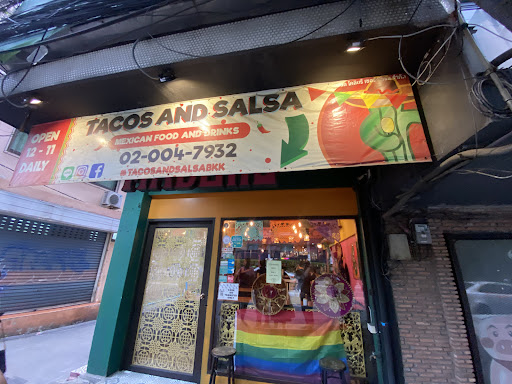 TACOS AND SALSA
MEXICAN FOOD AND DRINKS
02-004-7932
@TACOSANDSALSABKK
OPEN
12 - 11
DAILY